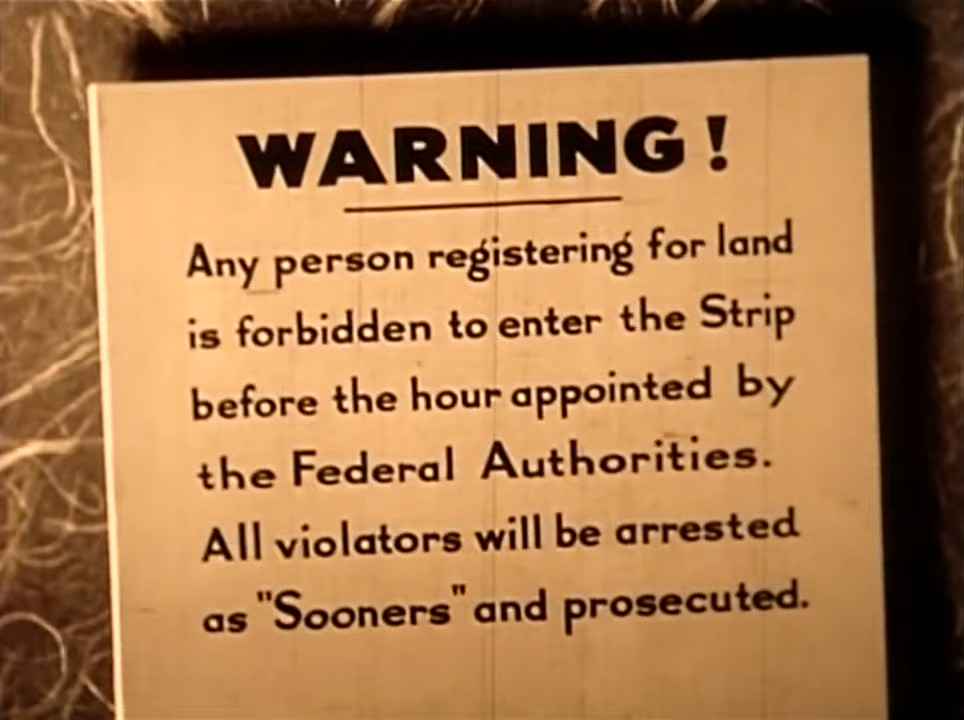 WARNING!
Any person registering for land
is forbidden to enter the Strip
before the hour appointed by
the Federal Authorities.
All violators will be arrested
as "Sooners" and prosecuted.